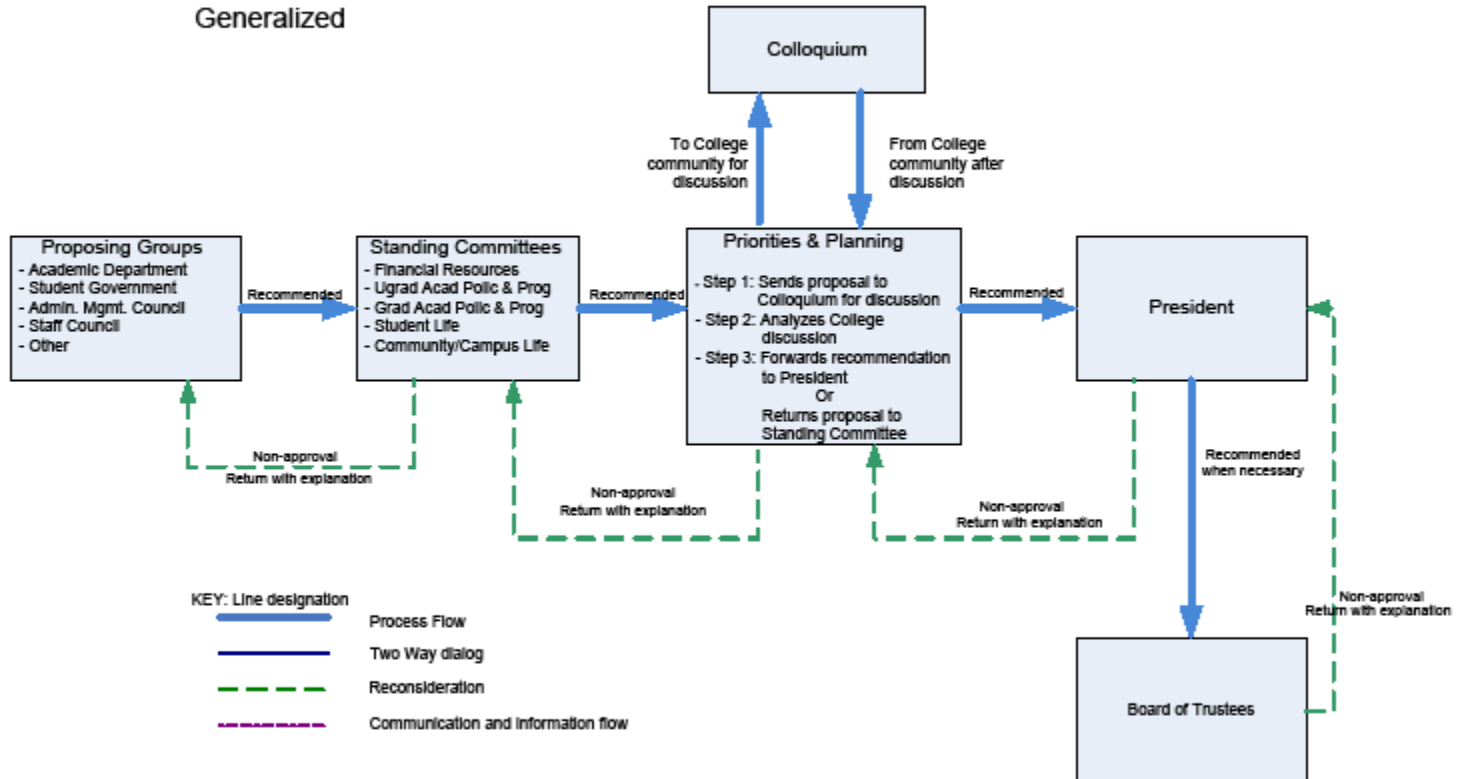 Generalized
Colloquium
To College
community for
discussion
From College
community after
discussion
Proposing Groups
- Academic Department
- Student Government
- Admin. Mgmt. Council
- Staff Council
- Other
Recommended
Standing Committees
- Financial Resources
- Ugrad Acad Polic & Prog
- Grad Acad Polic & Prog
- Student Life
- Community/Campus Life
Recommended
Priorities & Planning
- Step 1: Sends proposal to
Colloquium for discussion
- Step 2: Analyzes College
discussion
- Step 3: Forwards recommendation
to President
Or
Returns proposal to
Standing Committee
Recommended
President
Non-approval
Return with explanation
Non-approval
Return with explanation
Non-approval
Return with explanation
Recommended
when necessary
Non-approval
Return with explanation
Board of Trustees
KEY: Line designation
Process Flow
Two Way dialog
Reconsideration
Communication and information flow